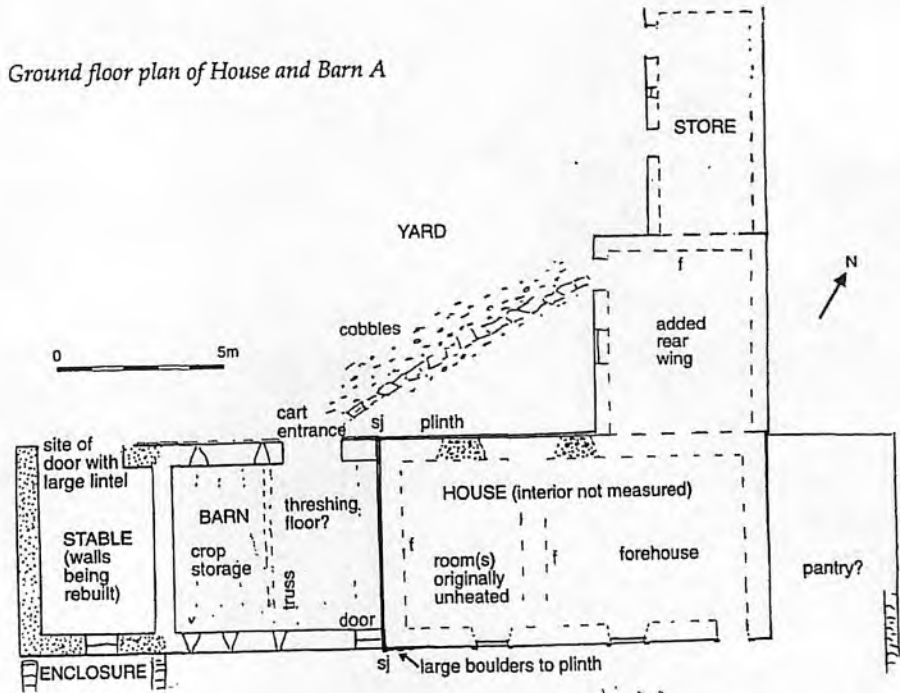 Ground floor plan of House and Barn A
STORE
YARD
N
f
cobbles
added
rear
wing
0 5m
cart
entrance
sj
plinth
site of
door with
large lintel
HOUSE (interior not measured)
threshing
floor?
BARN
STABLE
(walls
being
rebuilt)
crop
storage
truss
f
room(s)
originally
unheated
f
forehouse
pantry?
v
door
ENCLOSURE
sj
large boulders to plinth